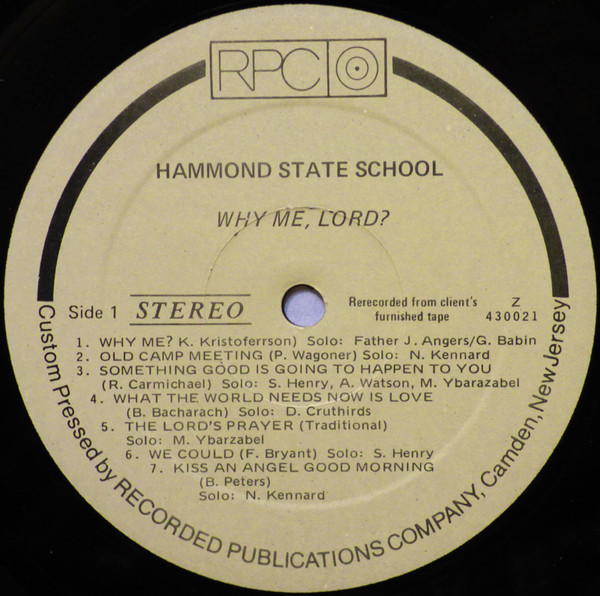 RPC
HAMMOND STATE SCHOOL
WHY ME, LORD?
Side 1 STEREO
Rerecorded from client's
furnished tape
Z
430021
1. WHY ME? K. Kristoferrson) Solo: Father J. Angers/G. Babin
2. OLD CAMP MEETING (P. Wagoner) Solo: N. Kennard
3. SOMETHING GOOD IS GOING TO HAPPEN TO YOU
(R. Carmichael) Solo: S. Henry, A. Watson, M. Ybarazabel
4. WHAT THE WORLD NEEDS NOW IS LOVE
(B. Bacharach) Solo: D. Cruthirds
5. THE LORD'S PRAYER (Traditional)
Solo: M. Ybarzabel
6. WE COULD (F. Bryant) Solo: S. Henry
7. KISS AN ANGEL GOOD MORNING
(B. Peters)
Solo: N. Kennard
Custom Pressed by RECORDED PUBLICATIONS COMPANY, Camden, New Jersey